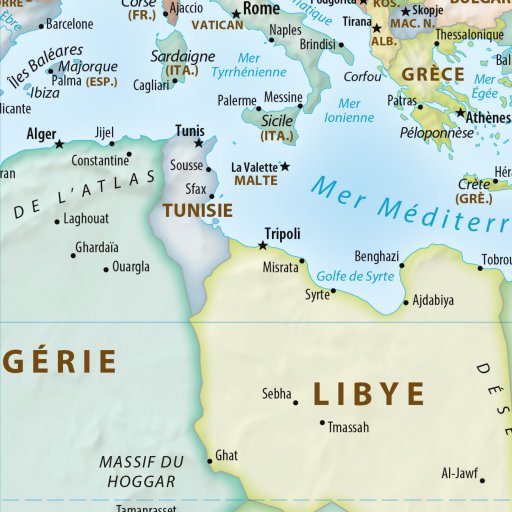 Corse
(FR.)
Ajaccio
Rome
VATICAN
Adriatique
Podgorica
KOS.
Skopje
MAC. N.
BULGAR
Tirana
ALB.
Thessalonique
Èbre
Barcelone
Naples
Brindisi
Îles Baléares
Majorque
Palma (ESP.)
Ibiza
Sardaigne
(ITA.)
Cagliari
Mer
Tyrrhénienne
Corfou
GRÈCE
Mer
Égée
licante
Palerme
Messine
Sicile
(ITA.)
Mer
Ionienne
Patras
Athènes
Péloponnèse
Alger
Jijel
Tunis
Constantine
Sousse
La Valette
MALTE
ran
DE L'ATLAS
Sfax
TUNISIE
Mer Méditerr
Crète
(GRÈ.)
Hér
Laghouat
Ghardaïa
Ouargla
Tripoli
Misrata
Benghazi
Golfe de Syrte
Tobrou
Syrte
Ajdabiya
GÉRIE
Sebha
LIBYE
DÉSE
Tmassah
MASSIF DU
HOGGAR
Ghat
Al-Jawf
Tamanrasset